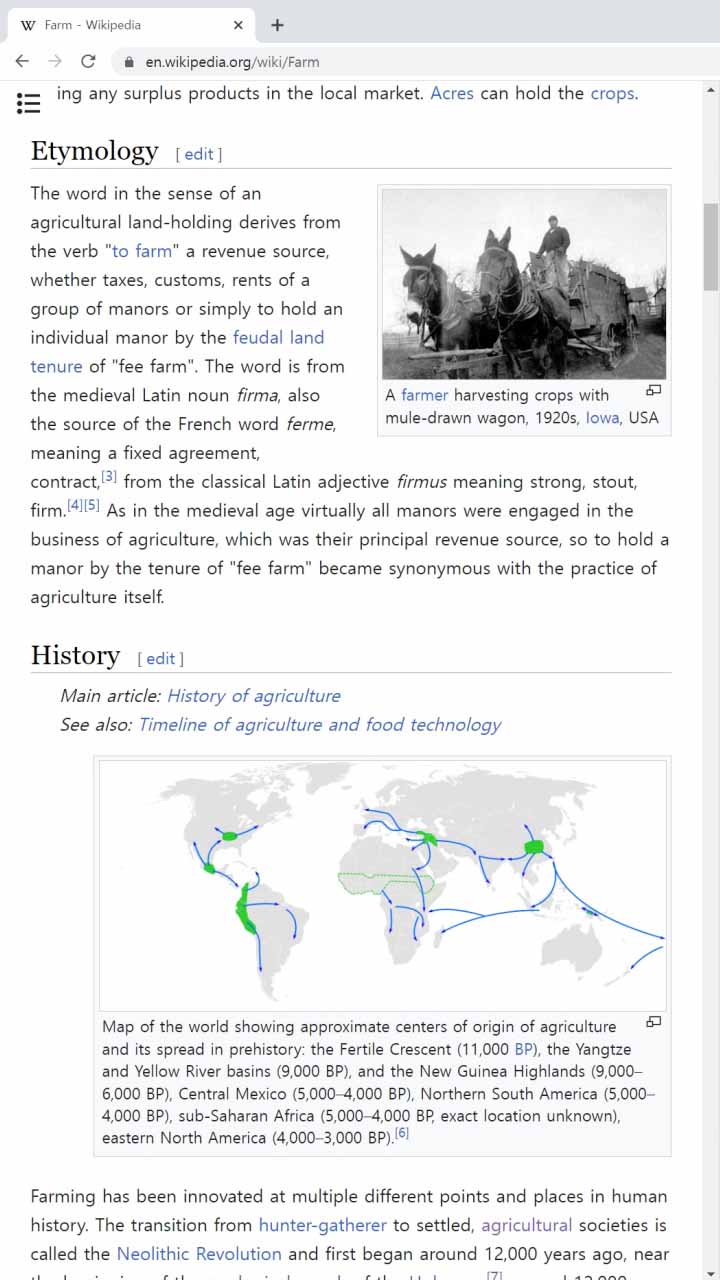 Farm - Wikipedia
en.wikipedia.org/wiki/Farm
ing any surplus products in the local market. Acres can hold the crops.
Etymology [ edit ]
The word in the sense of an
agricultural land-holding derives from
the verb "to farm" a revenue source,
whether taxes, customs, rents of a
group of manors or simply to hold an
individual manor by the feudal land
tenure of "fee farm". The word is from
the medieval Latin noun firma, also
the source of the French word ferme,
meaning a fixed agreement,
contract,[3] from the classical Latin adjective firmus meaning strong, stout,
firm.[4][5] As in the medieval age virtually all manors were engaged in the
business of agriculture, which was their principal revenue source, so to hold a
manor by the tenure of "fee farm" became synonymous with the practice of
agriculture itself.
A farmer harvesting crops with
mule-drawn wagon, 1920s, Iowa, USA
History [ edit ]
Main article: History of agriculture
See also: Timeline of agriculture and food technology
Map of the world showing approximate centers of origin of agriculture
and its spread in prehistory: the Fertile Crescent (11,000 BP), the Yangtze
and Yellow River basins (9,000 BP), and the New Guinea Highlands (9,000–
6,000 BP), Central Mexico (5,000–4,000 BP), Northern South America (5,000–
4,000 BP), sub-Saharan Africa (5,000–4,000 BP, exact location unknown),
eastern North America (4,000–3,000 BP).[6]
Farming has been innovated at multiple different points and places in human
history. The transition from hunter-gatherer to settled, agricultural societies is
called the Neolithic Revolution and first began around 12,000 years ago, near